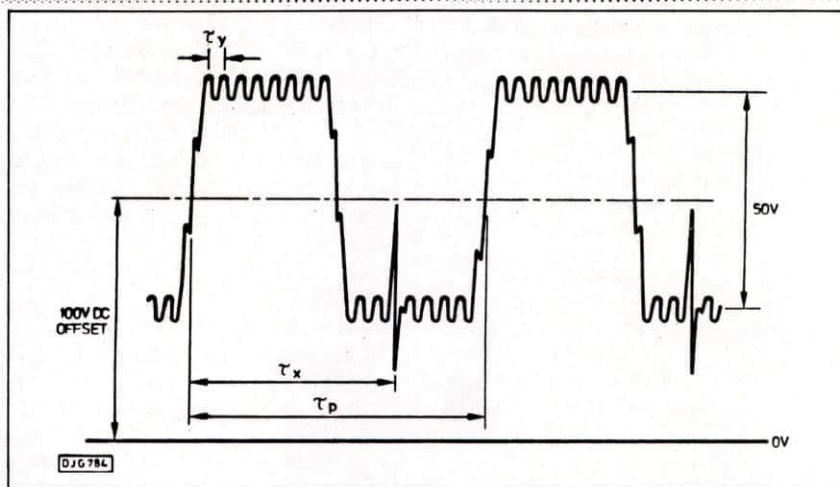 τy
50V
100V DC
OFFSET
τx
τp
0V
DJG784